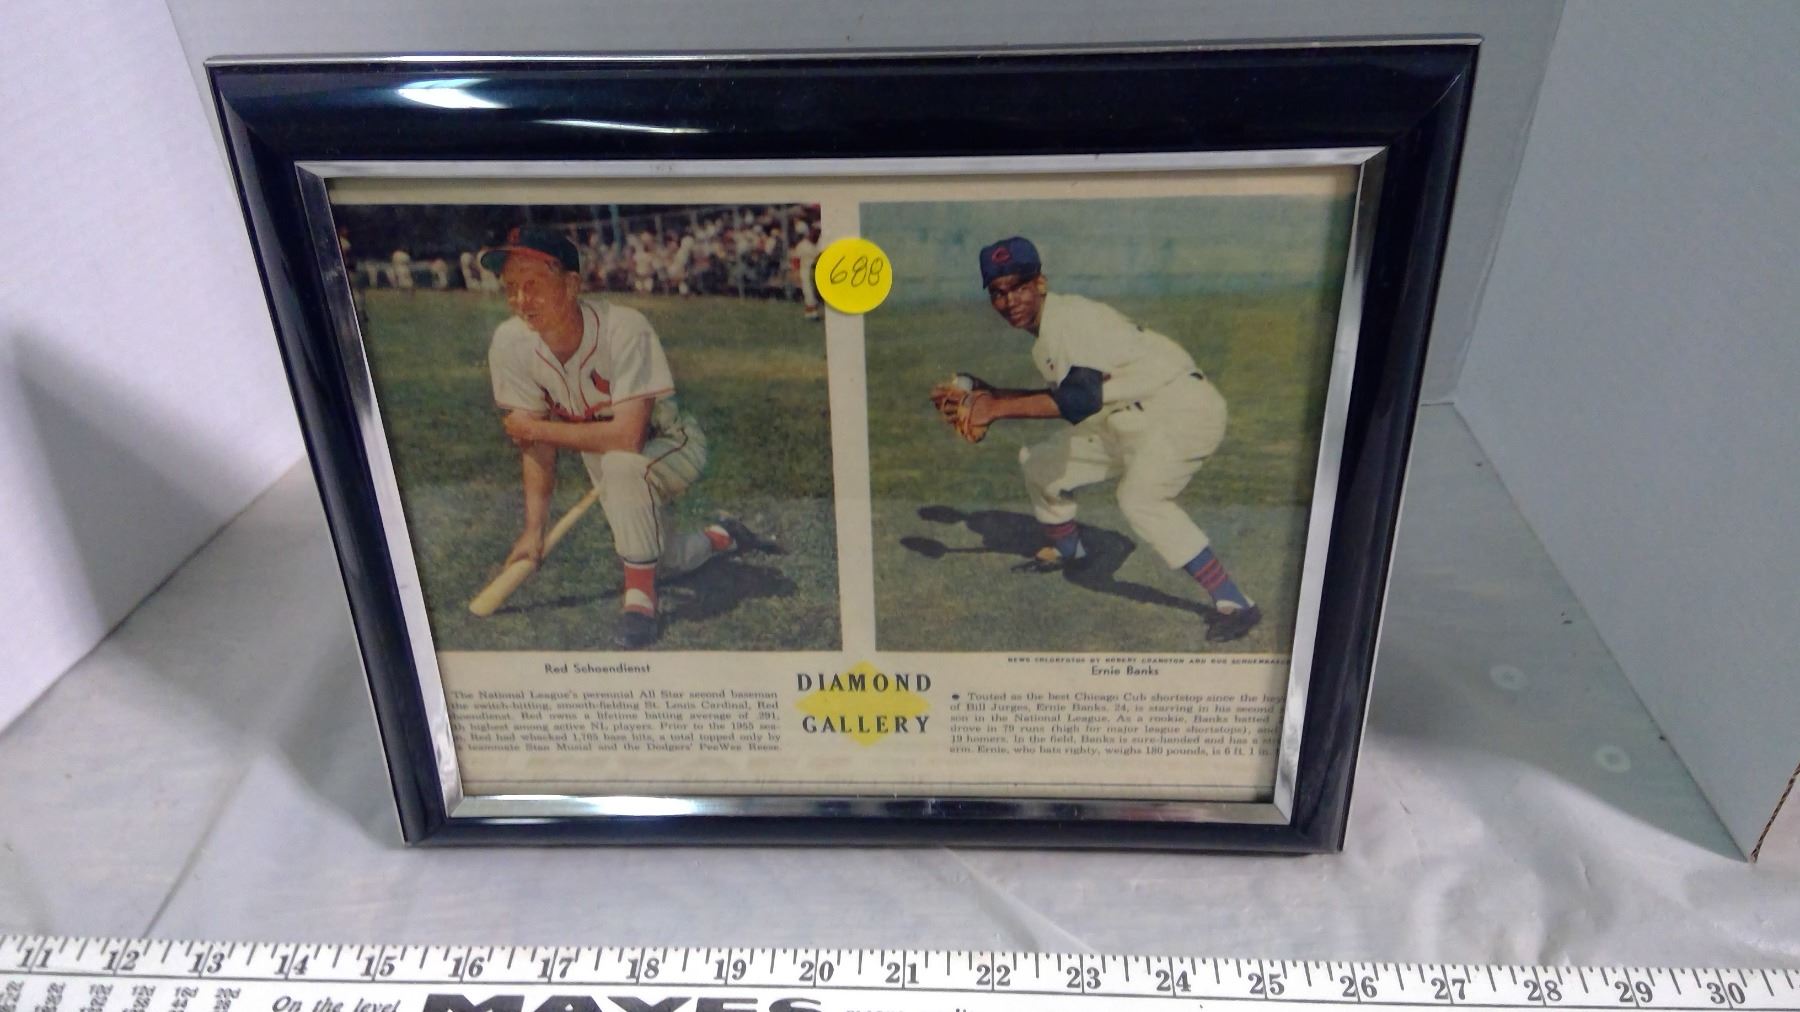 688
Red Schoendienst
The National League's perennial All Star second baseman
the switch-hitting, smooth-fielding St. Louis Cardinal, Red
hoendienst. Red owns a lifetime batting average of .291,
highest among active NL players. Prior to the 1955 sea-
Red had whacked 1,705 base hits, a total topped only by
teammate Stan Musial and the Dodgers' PeeWee Reese.
DIAMOND
GALLERY
NEWS COLORFOTOS BY ROBERT CRANSTON AND GUS
Ernie Banks
● Touted as the best Chicago Cub shortstop since the hey
of Bill Jurges, Ernie Banks, 24, is starring in his second
son in the National League. As a rookie, Banks batted
drove in 79 runs (high for major league shortstops), and
19 homers. In the field, Banks is sure-handed and has a
arm. Ernie, who bats righty, weighs 180 pounds, is 6 ft. 1 in.
11 12 13 14 15 16 17 18 19 20 21 22 23 24 25 26 27 28 29 30
On the level MAYES